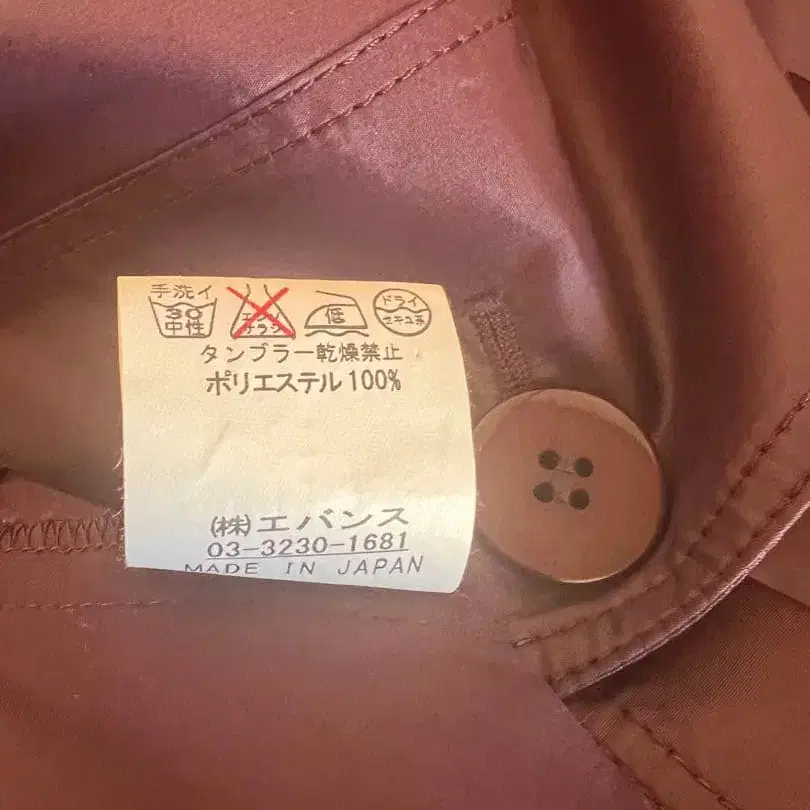 手洗イ
30
中性
エンソ
サラシ
低
ドライ
セキユ系
タンブラー乾燥禁止
ポリエステル100%
(株)エバンス
03-3230-1681
MADE IN JAPAN